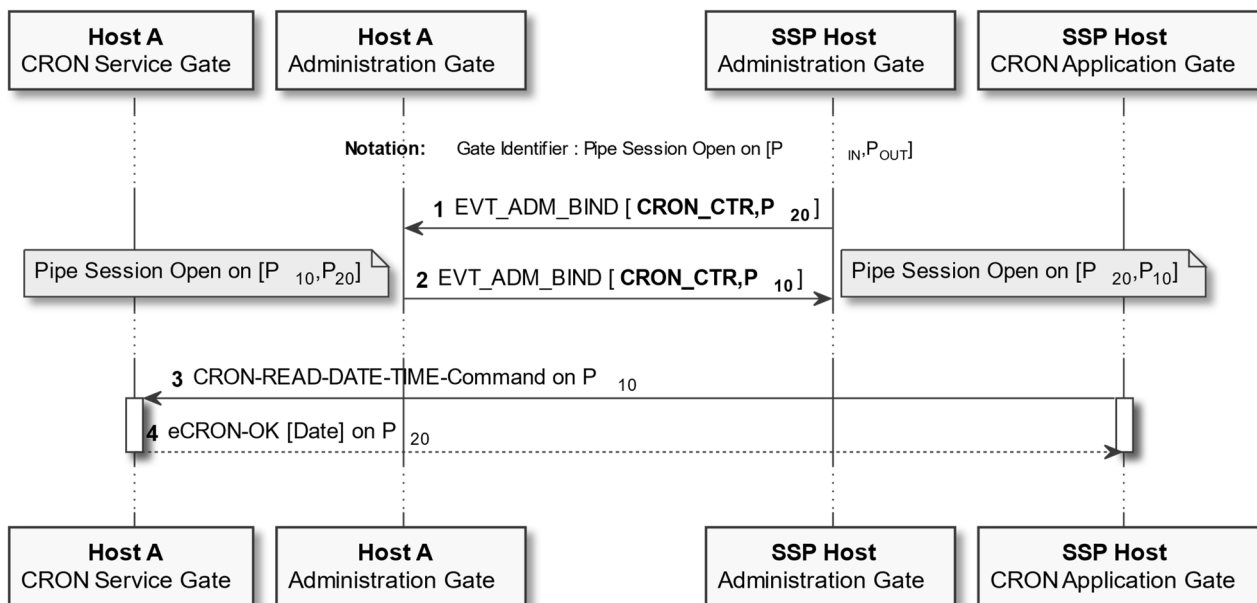 Host A
CRON Service Gate
Host A
Administration Gate
SSP Host
Administration Gate
SSP Host
CRON Application Gate
Notation: Gate Identifier : Pipe Session Open on [P IN,POUT]
1 EVT_ADM_BIND [ CRON_CTR,P 20 ]
Pipe Session Open on [P 10,P20]
2 EVT_ADM_BIND [ CRON_CTR,P 10 ]
Pipe Session Open on [P 20,P10]
3 CRON-READ-DATE-TIME-Command on P 10
4 eCRON-OK [Date] on P 20
Host A
CRON Service Gate
Host A
Administration Gate
SSP Host
Administration Gate
SSP Host
CRON Application Gate